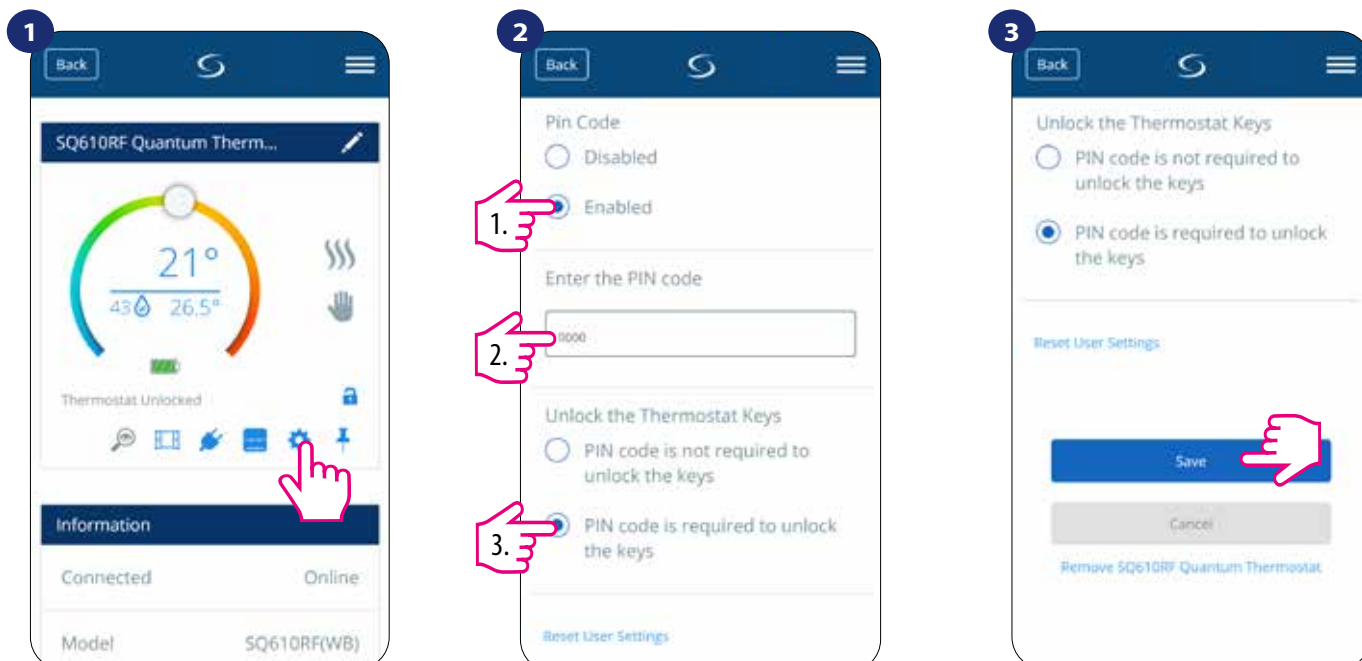 1
Back
SQ610RF Quantum Therm...
21°
43 26.5°
Thermostat Unlocked
Information
Connected Online
Model SQ610RF(WB)
2
Back
Pin Code
Disabled
1. Enabled
Enter the PIN code
2.
Unlock the Thermostat Keys
PIN code is not required to
unlock the keys
3. PIN code is required to unlock
the keys
Reset User Settings
3
Back
Unlock the Thermostat Keys
PIN code is not required to
unlock the keys
PIN code is required to unlock
the keys
Reset User Settings
Save
Cancel
Remove SQ610RF Quantum Thermostat